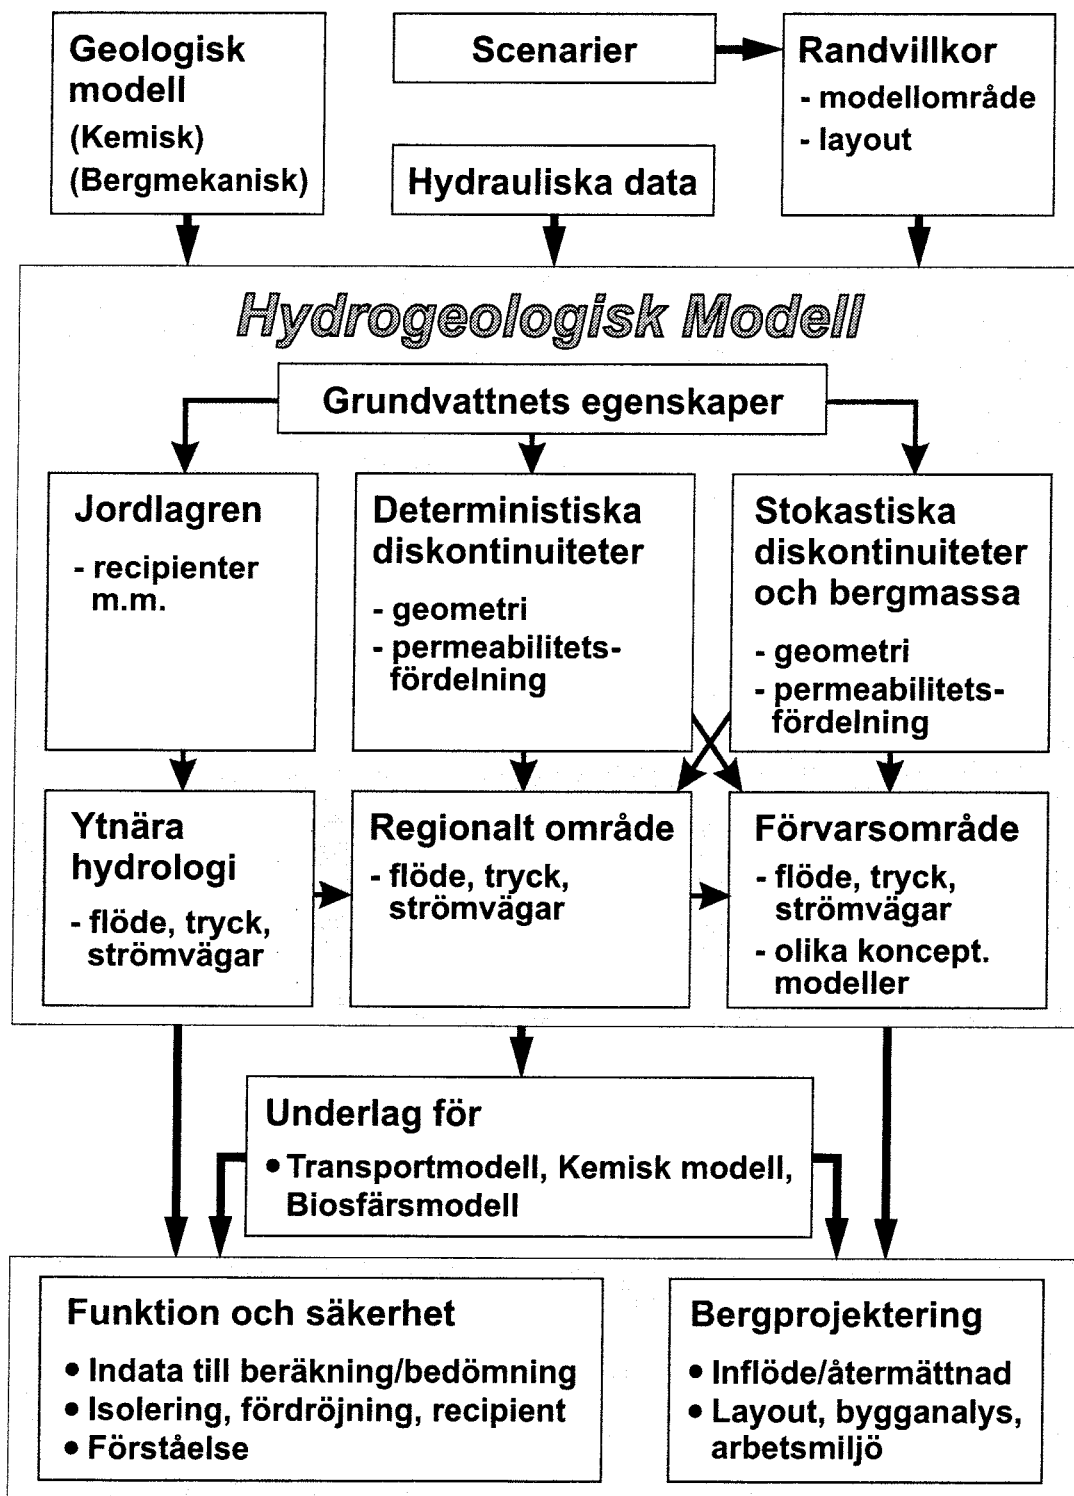 Geologisk
modell
(Kemisk)
(Bergmekanisk)
Scenarier
Hydrauliska data
Randvillkor
- modellområde
- layout
Hydrogeologisk Modell
Grundvattnets egenskaper
Jordlagren
- recipienter
m.m.
Deterministiska
diskontinuiteter
- geometri
- permeabilitets-
fördelning
Stokastiska
diskontinuiteter
och bergmassa
- geometri
- permeabilitets-
fördelning
Ytnära
hydrologi
- flöde, tryck,
strömvägar
Regionalt område
- flöde, tryck,
strömvägar
Förvarsområde
- flöde, tryck,
strömvägar
- olika koncept.
modeller
Underlag för
• Transportmodell, Kemisk modell,
Biosfärsmodell
Funktion och säkerhet
• Indata till beräkning/bedömning
• Isolering, fördröjning, recipient
• Förståelse
Bergprojektering
• Inflöde/återmättnad
• Layout, bygganalys,
arbetsmiljö